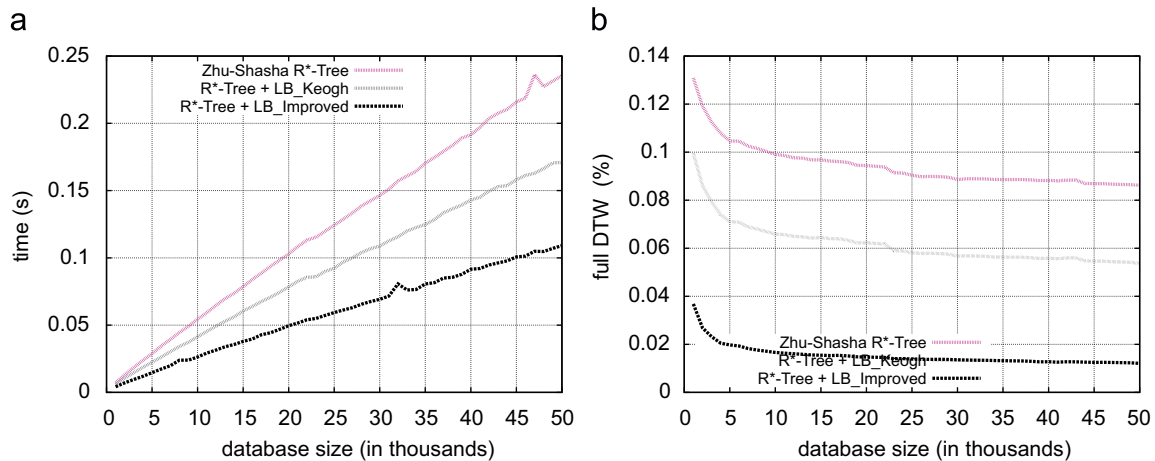 a
0.25
0.2
0.15
0.1
0.05
0
time (s)
Zhu-Shasha R*-Tree
R*-Tree + LB_Keogh
R*-Tree + LB_Improved
0 5 10 15 20 25 30 35 40 45 50
database size (in thousands)
b
0.14
0.12
0.1
0.08
0.06
0.04
0.02
0
full DTW (%)
Zhu-Shasha R*-Tree
R*-Tree + LB_Keogh
R*-Tree + LB_Improved
0 5 10 15 20 25 30 35 40 45 50
database size (in thousands)